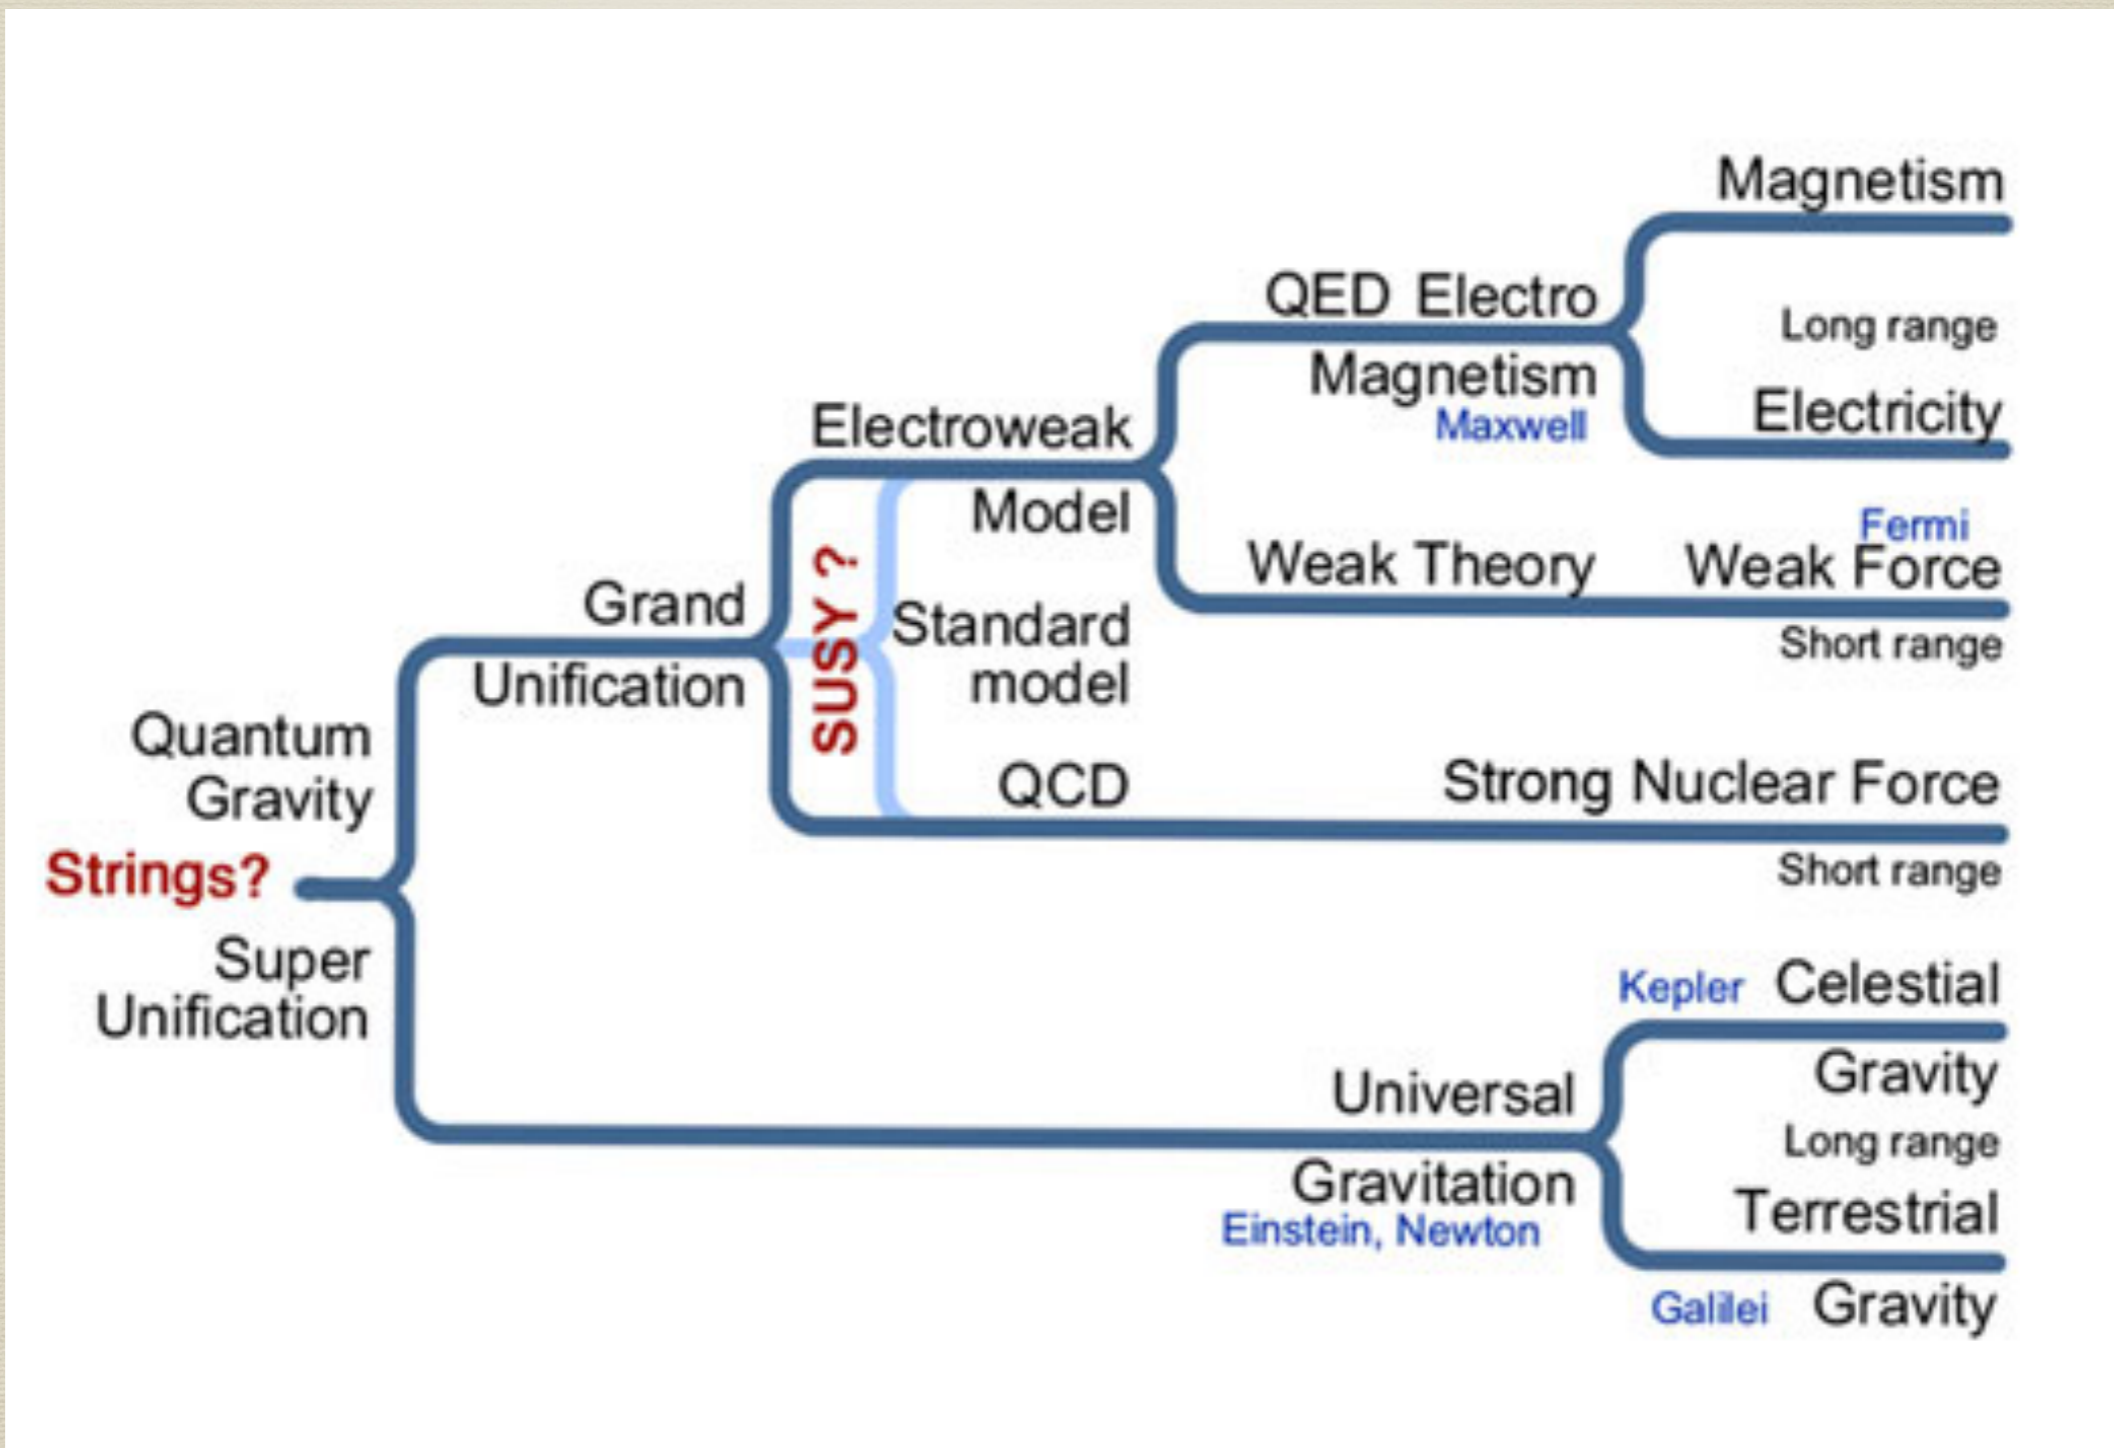 Magnetism
QED Electro
Long range
Magnetism
Maxwell
Electricity
Electroweak
Model
Fermi
Weak Theory
Weak Force
Short range
Grand
Unification
SUSY ?
Standard
model
Quantum
Gravity
QCD
Strong Nuclear Force
Short range
Strings?
Super
Unification
Kepler
Celestial
Gravity
Universal
Gravitation
Einstein, Newton
Long range
Terrestrial
Galilei
Gravity